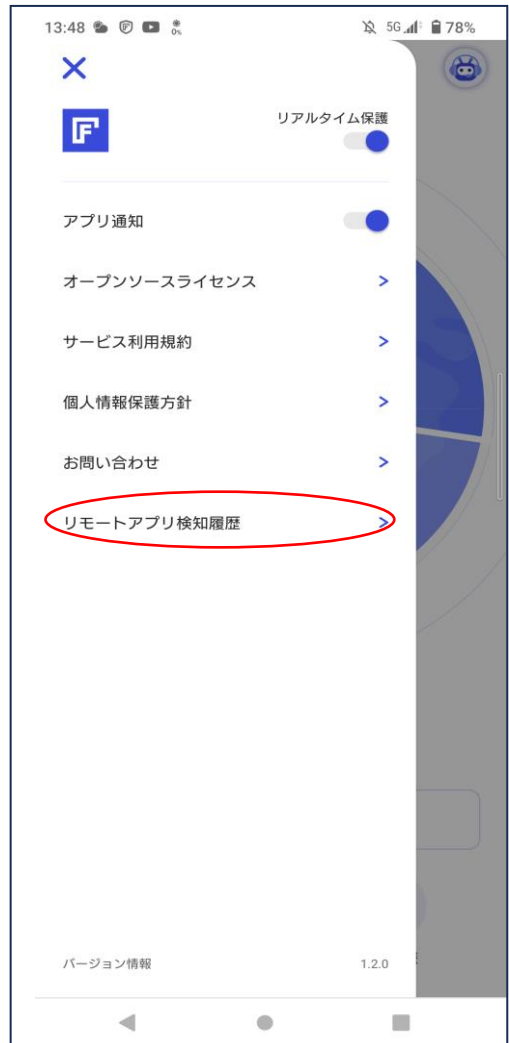 13:48 0% 5G 78%
リアルタイム保護
アプリ通知
オープンソースライセンス
サービス利用規約
個人情報保護方針
お問い合わせ
リモートアプリ検知履歴
バージョン情報 1.2.0